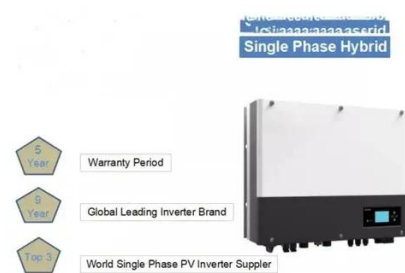 Single Phase Hybrid
5
Year
Warranty Period
9
Year
Global Leading Inverter Brand
Top 3
World Single Phase PV Inverter Suppler